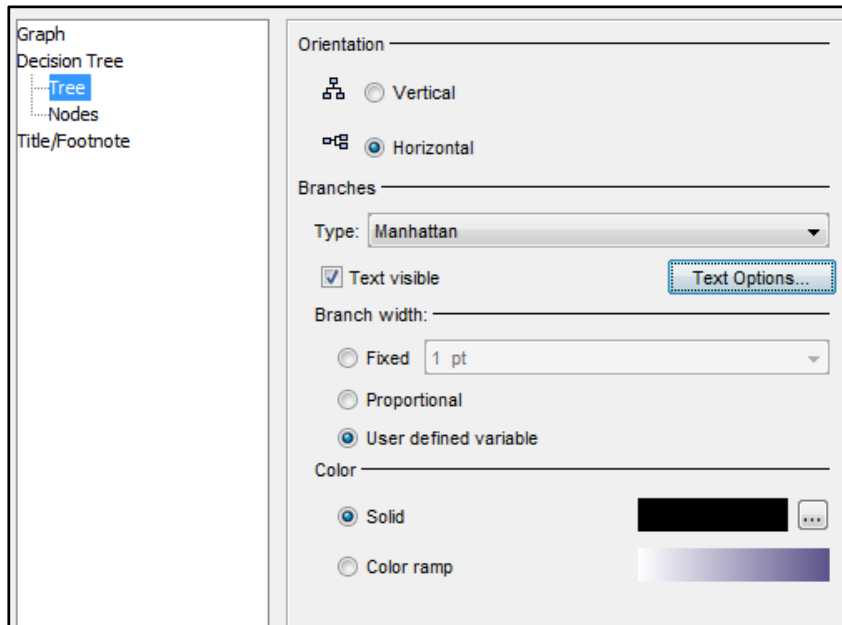 Graph
Decision Tree
Tree
Nodes
Title/Footnote
Orientation
Vertical
Horizontal
Branches
Type: Manhattan
Text visible Text Options...
Branch width:
Fixed 1 pt
Proportional
User defined variable
Color
Solid ...
Color ramp